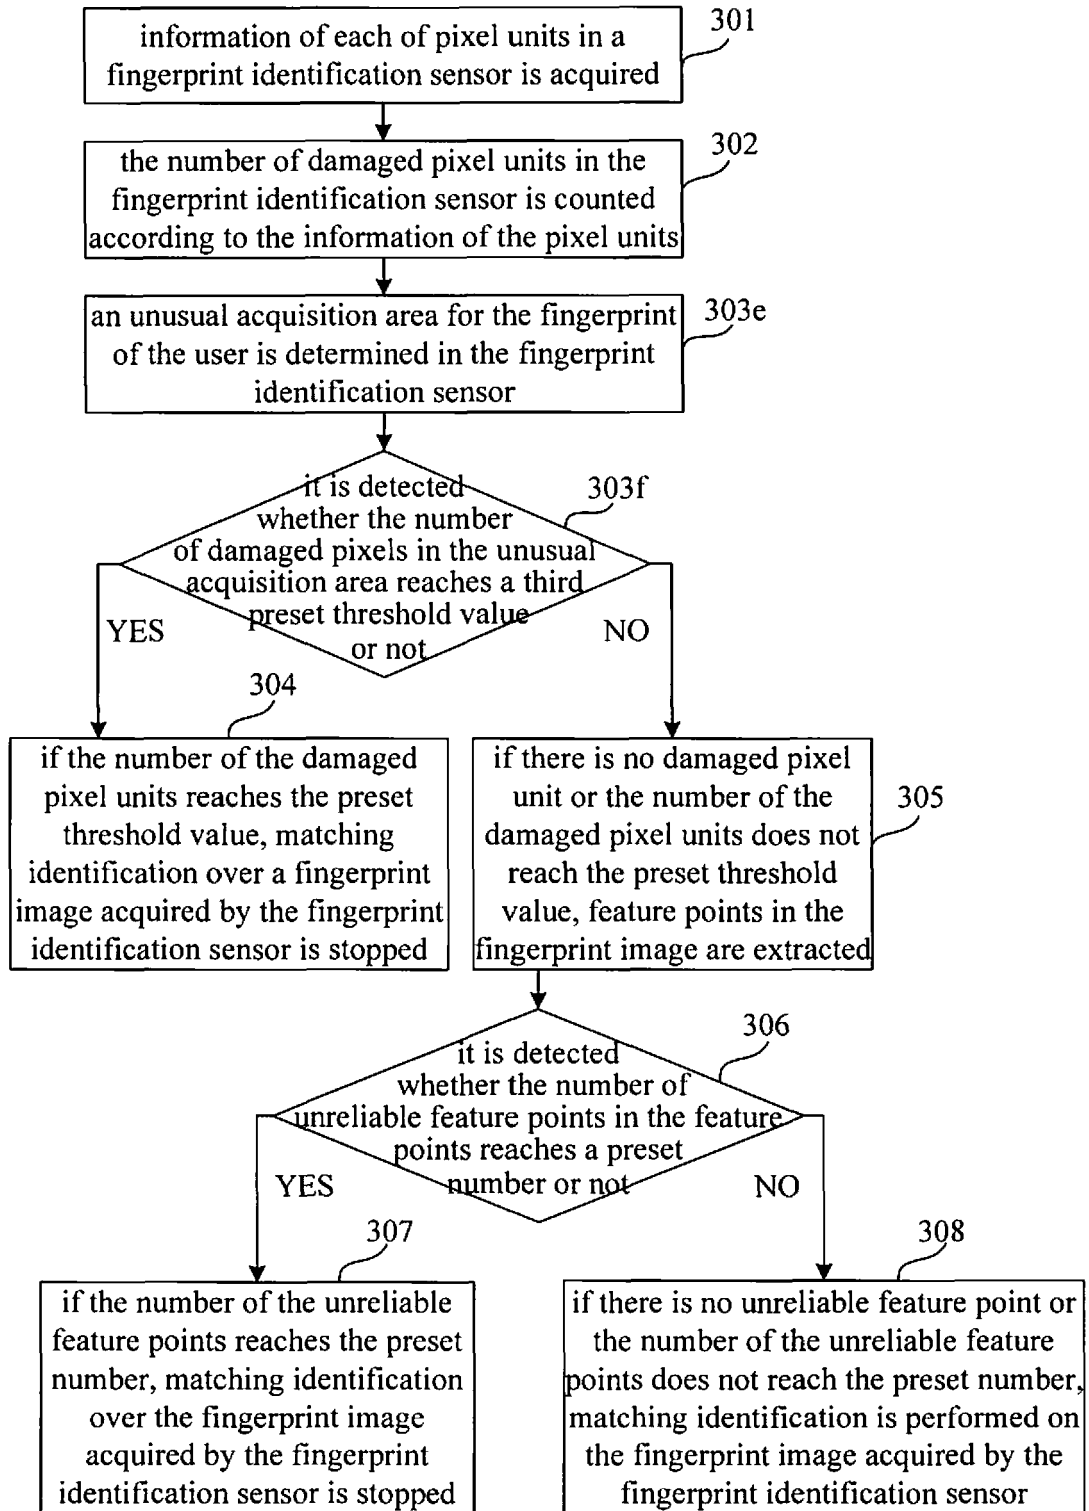 information of each of pixel units in a
fingerprint identification sensor is acquired
301
the number of damaged pixel units in the
fingerprint identification sensor is counted
according to the information of the pixel units
302
an unusual acquisition area for the fingerprint
of the user is determined in the fingerprint
identification sensor
303e
it is detected
whether the number
of damaged pixels in the unusual
acquisition area reaches a third
preset threshold value
or not
303f
YES
NO
304
if the number of the damaged
pixel units reaches the preset
threshold value, matching
identification over a fingerprint
image acquired by the fingerprint
identification sensor is stopped
if there is no damaged pixel
unit or the number of the
damaged pixel units does not
reach the preset threshold
value, feature points in the
fingerprint image are extracted
305
it is detected
whether the number of
unreliable feature points in the feature
points reaches a preset
number or not
306
YES
NO
307
if the number of the unreliable
feature points reaches the preset
number, matching identification
over the fingerprint image
acquired by the fingerprint
identification sensor is stopped
308
if there is no unreliable feature point or
the number of the unreliable feature
points does not reach the preset number,
matching identification is performed on
the fingerprint image acquired by the
fingerprint identification sensor